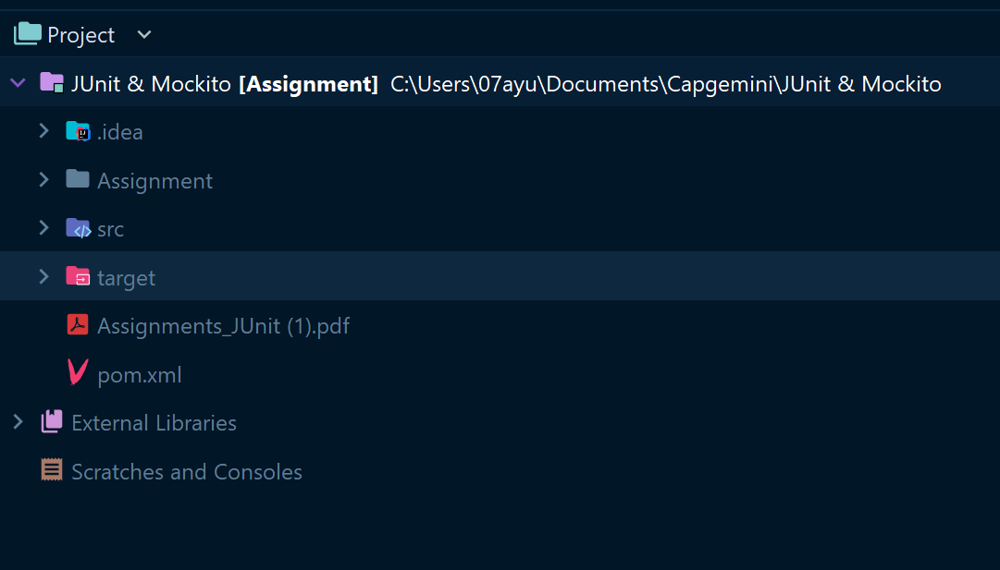 Project
JUnit & Mockito [Assignment] C:\Users\07ayu\Documents\Capgemini\JUnit & Mockito
.idea
Assignment
src
target
Assignments_JUnit (1).pdf
pom.xml
External Libraries
Scratches and Consoles